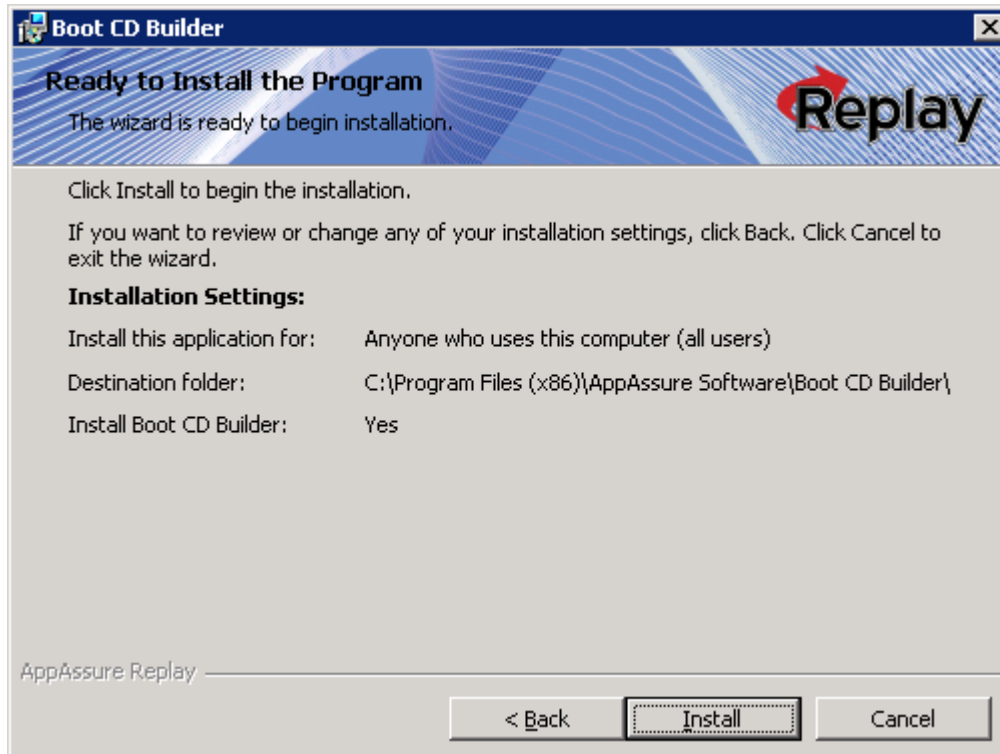 Boot CD Builder
Ready to Install the Program
The wizard is ready to begin installation.
Replay
Click Install to begin the installation.
If you want to review or change any of your installation settings, click Back. Click Cancel to
exit the wizard.
Installation Settings:
Install this application for: Anyone who uses this computer (all users)
Destination folder: C:\Program Files (x86)\AppAssure Software\Boot CD Builder\
Install Boot CD Builder: Yes
AppAssure Replay
< Back Install Cancel